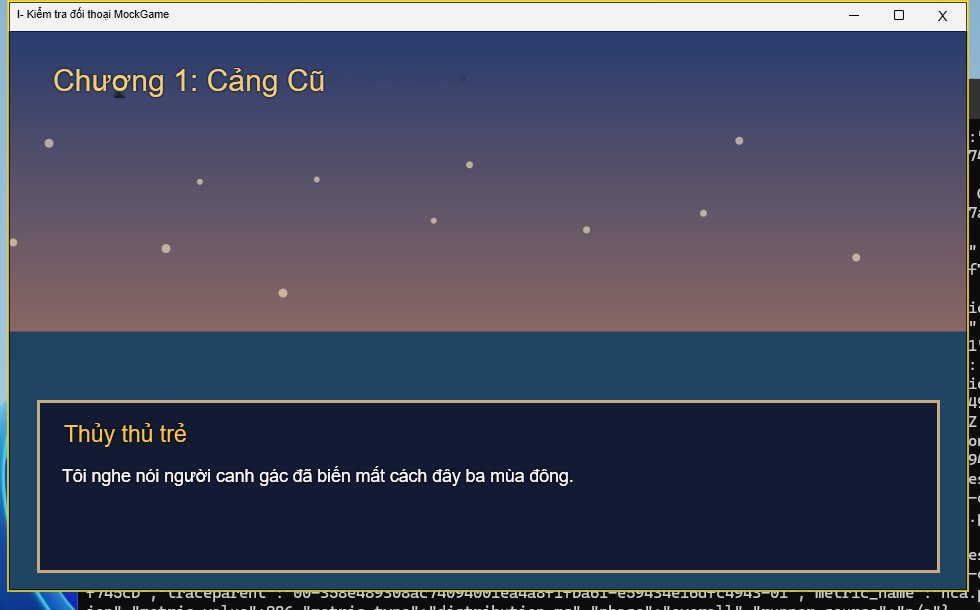 I- Kiểm tra đối thoại MockGame
Chương 1: Cảng Cũ
Thủy thủ trẻ
Tôi nghe nói người canh gác đã biến mất cách đây ba mùa đông.